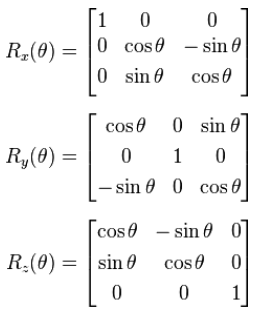 R_x(θ) = [ 1 0 0
0 cos θ − sin θ
0 sin θ cos θ ]
R_y(θ) = [ cos θ 0 sin θ
0 1 0
− sin θ 0 cos θ ]
R_z(θ) = [ cos θ − sin θ 0
sin θ cos θ 0
0 0 1 ]